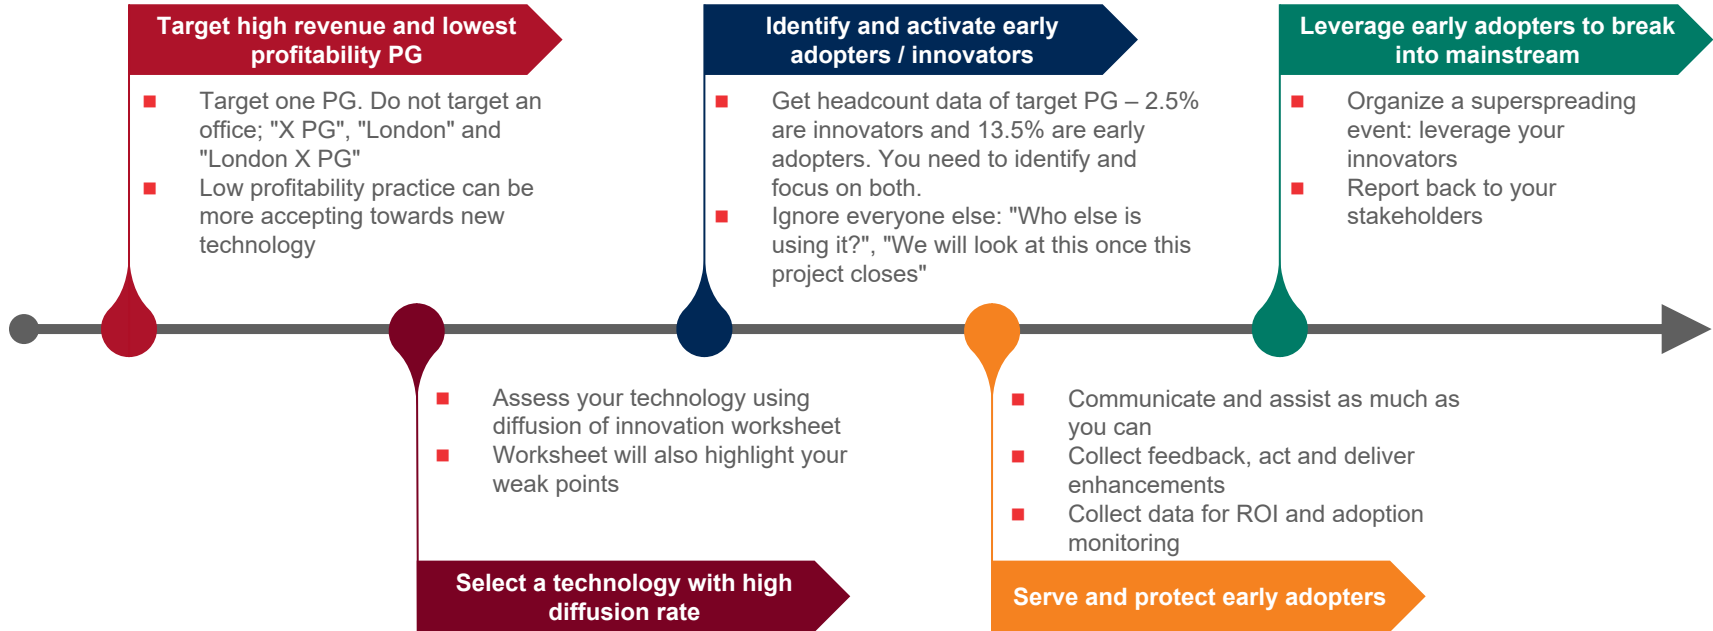 Target high revenue and lowest
profitability PG
Target one PG. Do not target an
office; "X PG", "London" and
"London X PG"
Low profitability practice can be
more accepting towards new
technology
Identify and activate early
adopters / innovators
Get headcount data of target PG – 2.5%
are innovators and 13.5% are early
adopters. You need to identify and
focus on both.
Ignore everyone else: "Who else is
using it?", "We will look at this once this
project closes"
Leverage early adopters to break
into mainstream
Organize a superspreading
event: leverage your
innovators
Report back to your
stakeholders
Assess your technology using
diffusion of innovation worksheet
Worksheet will also highlight your
weak points
Select a technology with high
diffusion rate
Communicate and assist as much as
you can
Collect feedback, act and deliver
enhancements
Collect data for ROI and adoption
monitoring
Serve and protect early adopters